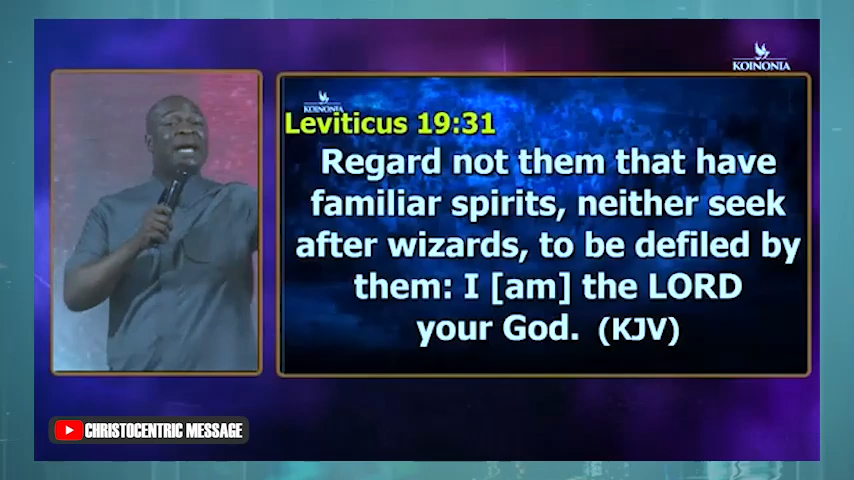 KOINONIA
KOINONIA
Leviticus 19:31
Regard not them that have
familiar spirits, neither seek
after wizards, to be defiled by
them: I [am] the LORD
your God. (KJV)
CHRISTOCENTRIC MESSAGE